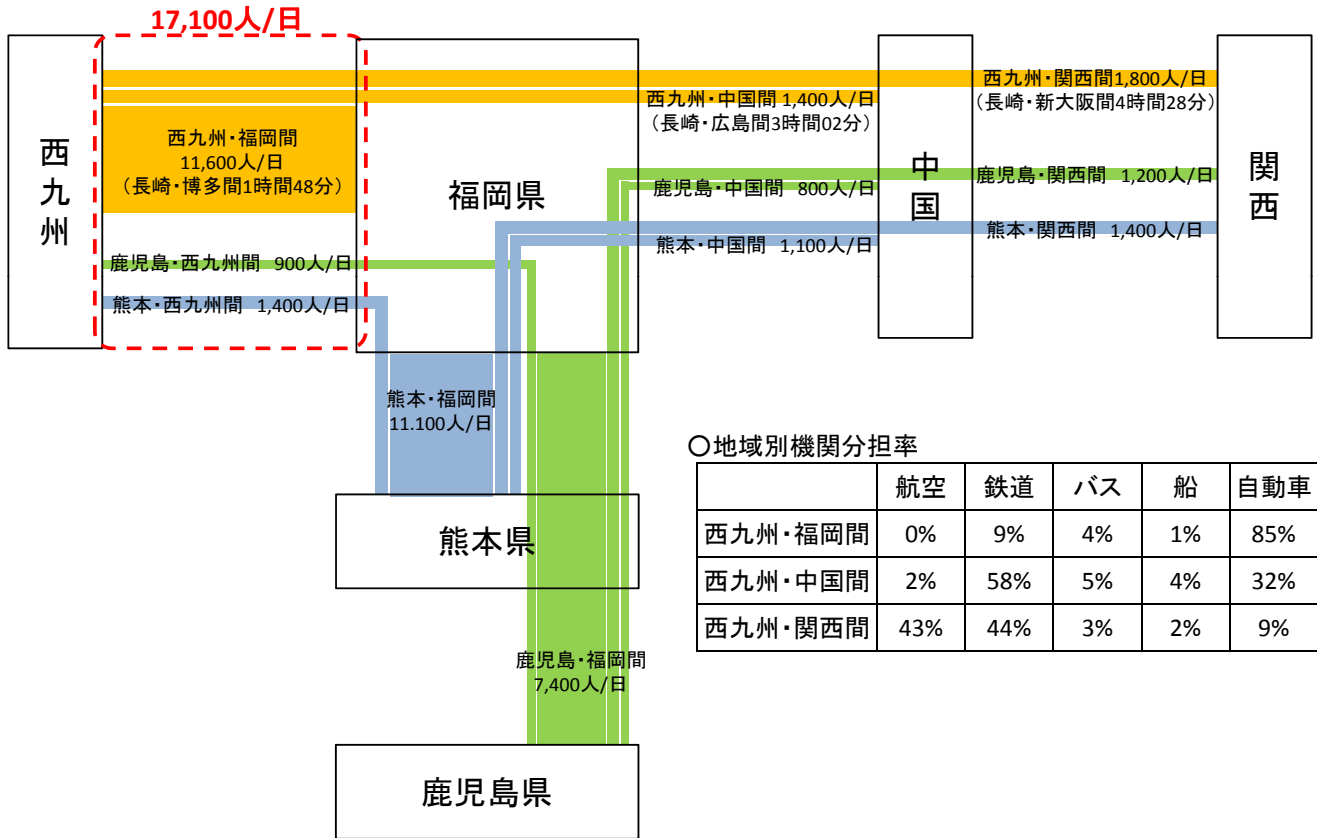 17,100人/日
西九州
西九州・福岡間
11,600人/日
（長崎・博多間1時間48分）
鹿児島・西九州間 900人/日
熊本・西九州間 1,400人/日
福岡県
西九州・中国間 1,400人/日
（長崎・広島間3時間02分）
鹿児島・中国間 800人/日
熊本・中国間 1,100人/日
中国
西九州・関西間1,800人/日
（長崎・新大阪間4時間28分）
鹿児島・関西間 1,200人/日
熊本・関西間 1,400人/日
関西
熊本・福岡間
11.100人/日
熊本県
鹿児島・福岡間
7,400人/日
鹿児島県
〇地域別機関分担率
航空 鉄道 バス 船 自動車
西九州・福岡間 0% 9% 4% 1% 85%
西九州・中国間 2% 58% 5% 4% 32%
西九州・関西間 43% 44% 3% 2% 9%